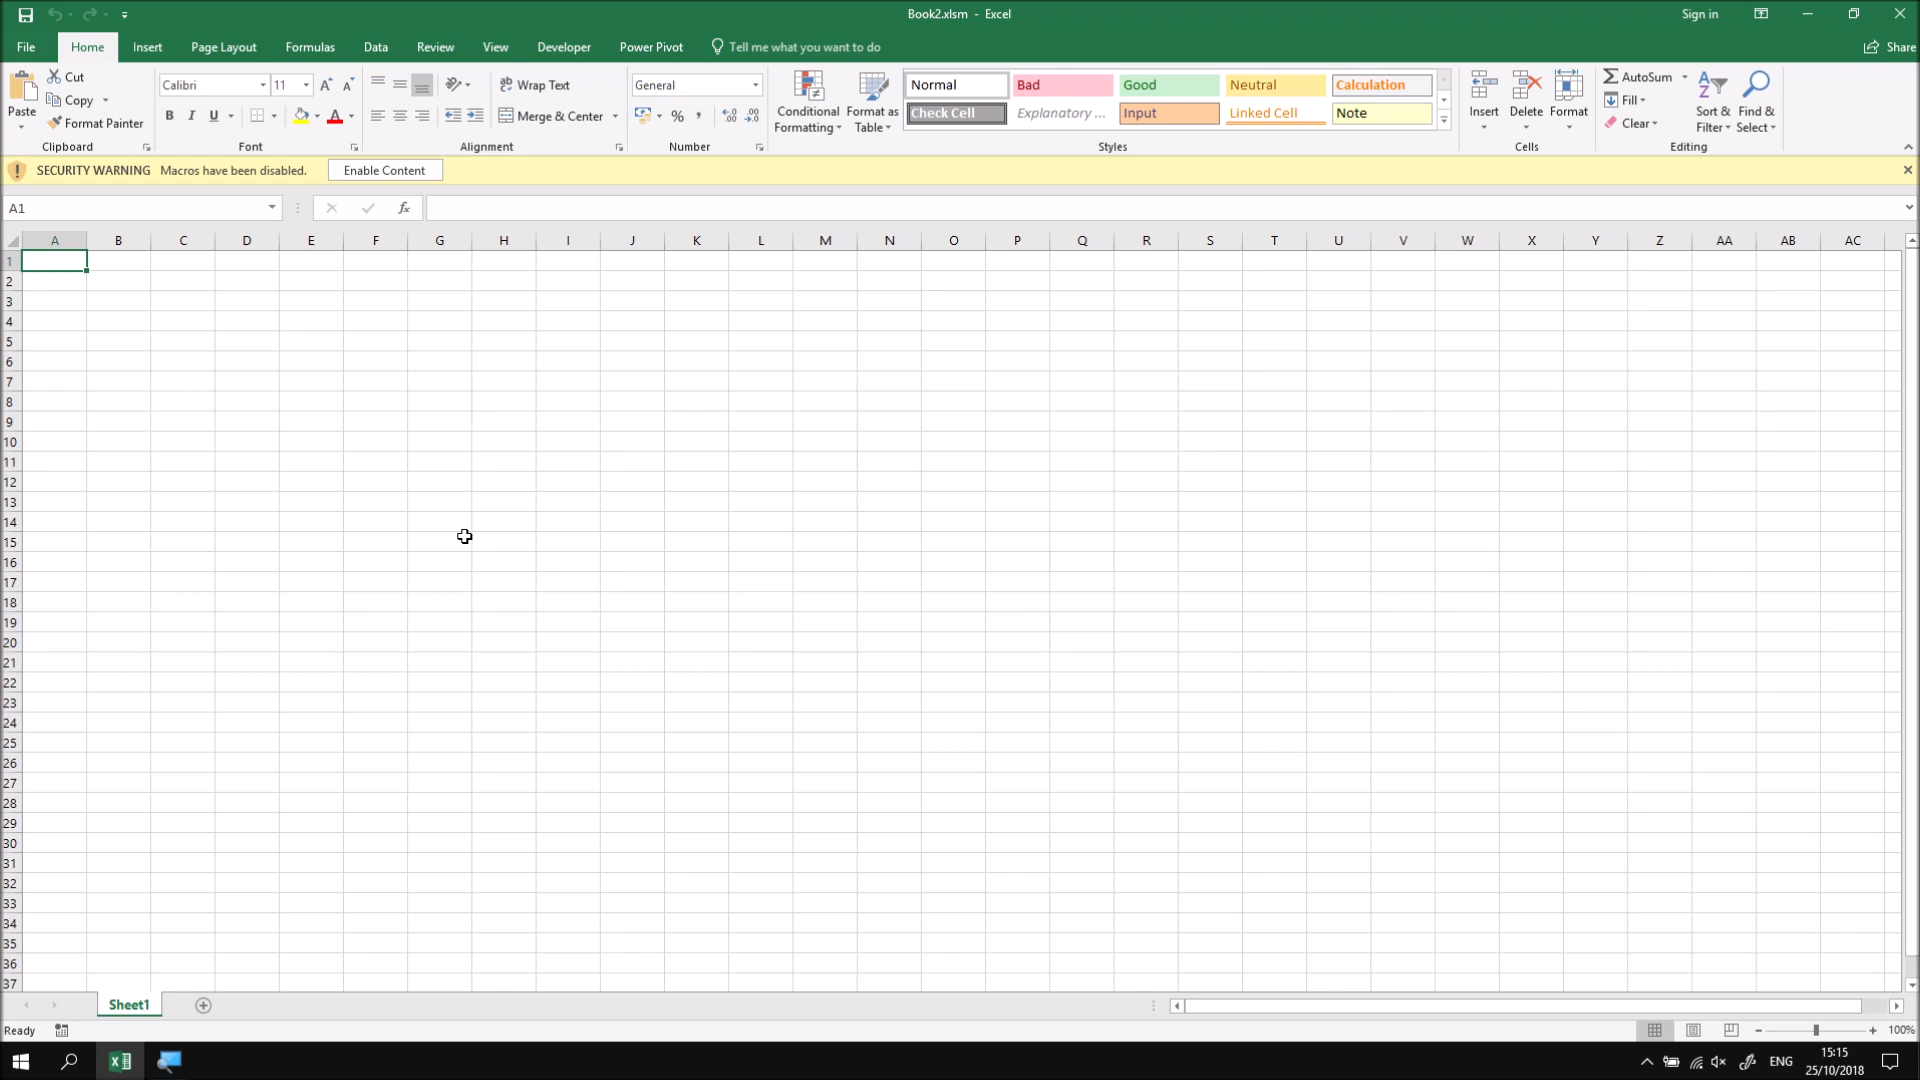 Book2.xlsm - Excel
Sign in
File Home Insert Page Layout Formulas Data Review View Developer Power Pivot Tell me what you want to do Share
Paste
Cut
Copy
Format Painter
Clipboard
Calibri 11
B I U
Font
Wrap Text
Merge & Center
Alignment
General
%
Number
Conditional Formatting
Format as Table
Normal Bad Good Neutral Calculation
Check Cell Explanatory ... Input Linked Cell Note
Styles
Insert Delete Format
Cells
AutoSum
Fill
Clear
Sort & Filter
Find & Select
Editing
SECURITY WARNING Macros have been disabled. Enable Content
A1
fx
A B C D E F G H I J K L M N O P Q R S T U V W X Y Z AA AB AC
1
2
3
4
5
6
7
8
9
10
11
12
13
14
15
16
17
18
19
20
21
22
23
24
25
26
27
28
29
30
31
32
33
34
35
36
37
Sheet1
Ready
100%
ENG
15:15
25/10/2018